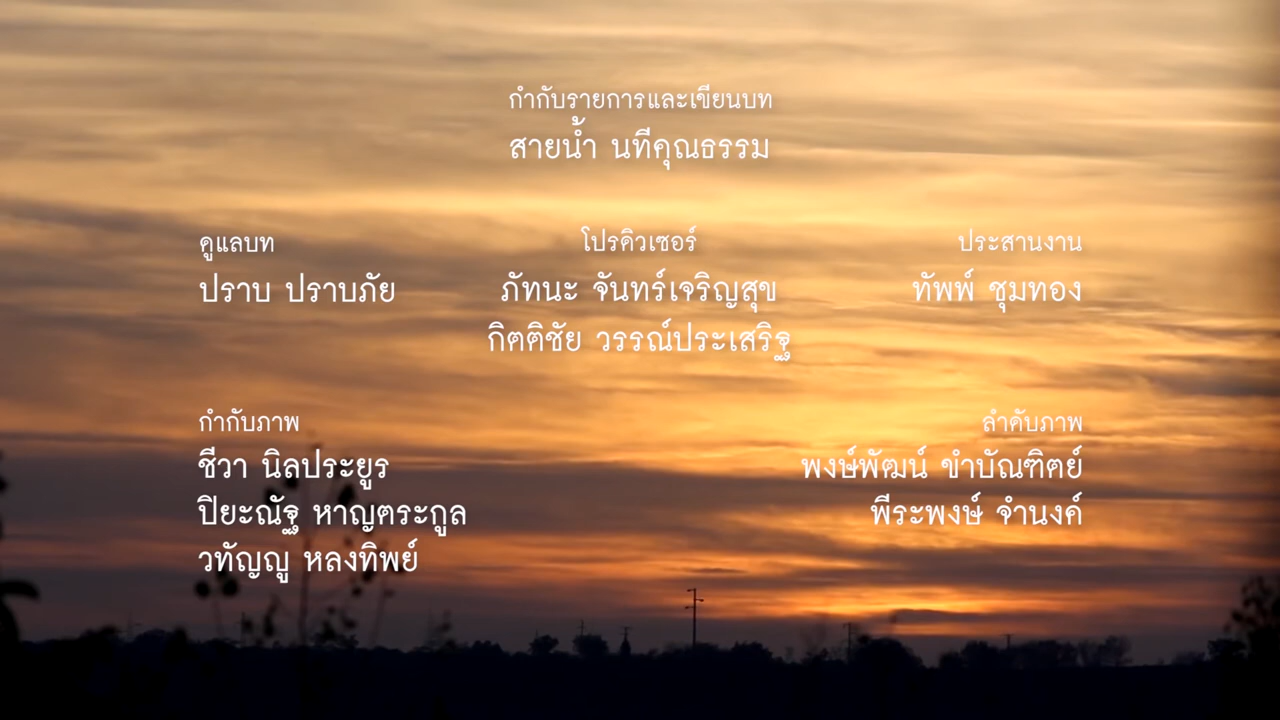 กำกับรายการและเขียนบท
สายน้ำ นทีคุณธรรม
ดูแลบท
ปราบ ปราบภัย
โปรดิวเซอร์
ภัทนะ จันทร์เจริญสุข
กิตติชัย วรรณ์ประเสริฐ
ประสานงาน
ทัพพ์ ชุมทอง
กำกับภาพ
ชีวา นิลประยูร
ปิยะณัฐ หาญตระกูล
วทัญญู หลงทิพย์
ลำดับภาพ
พงษ์พัฒน์ ขำบัณฑิตย์
พีระพงษ์ จำนงค์